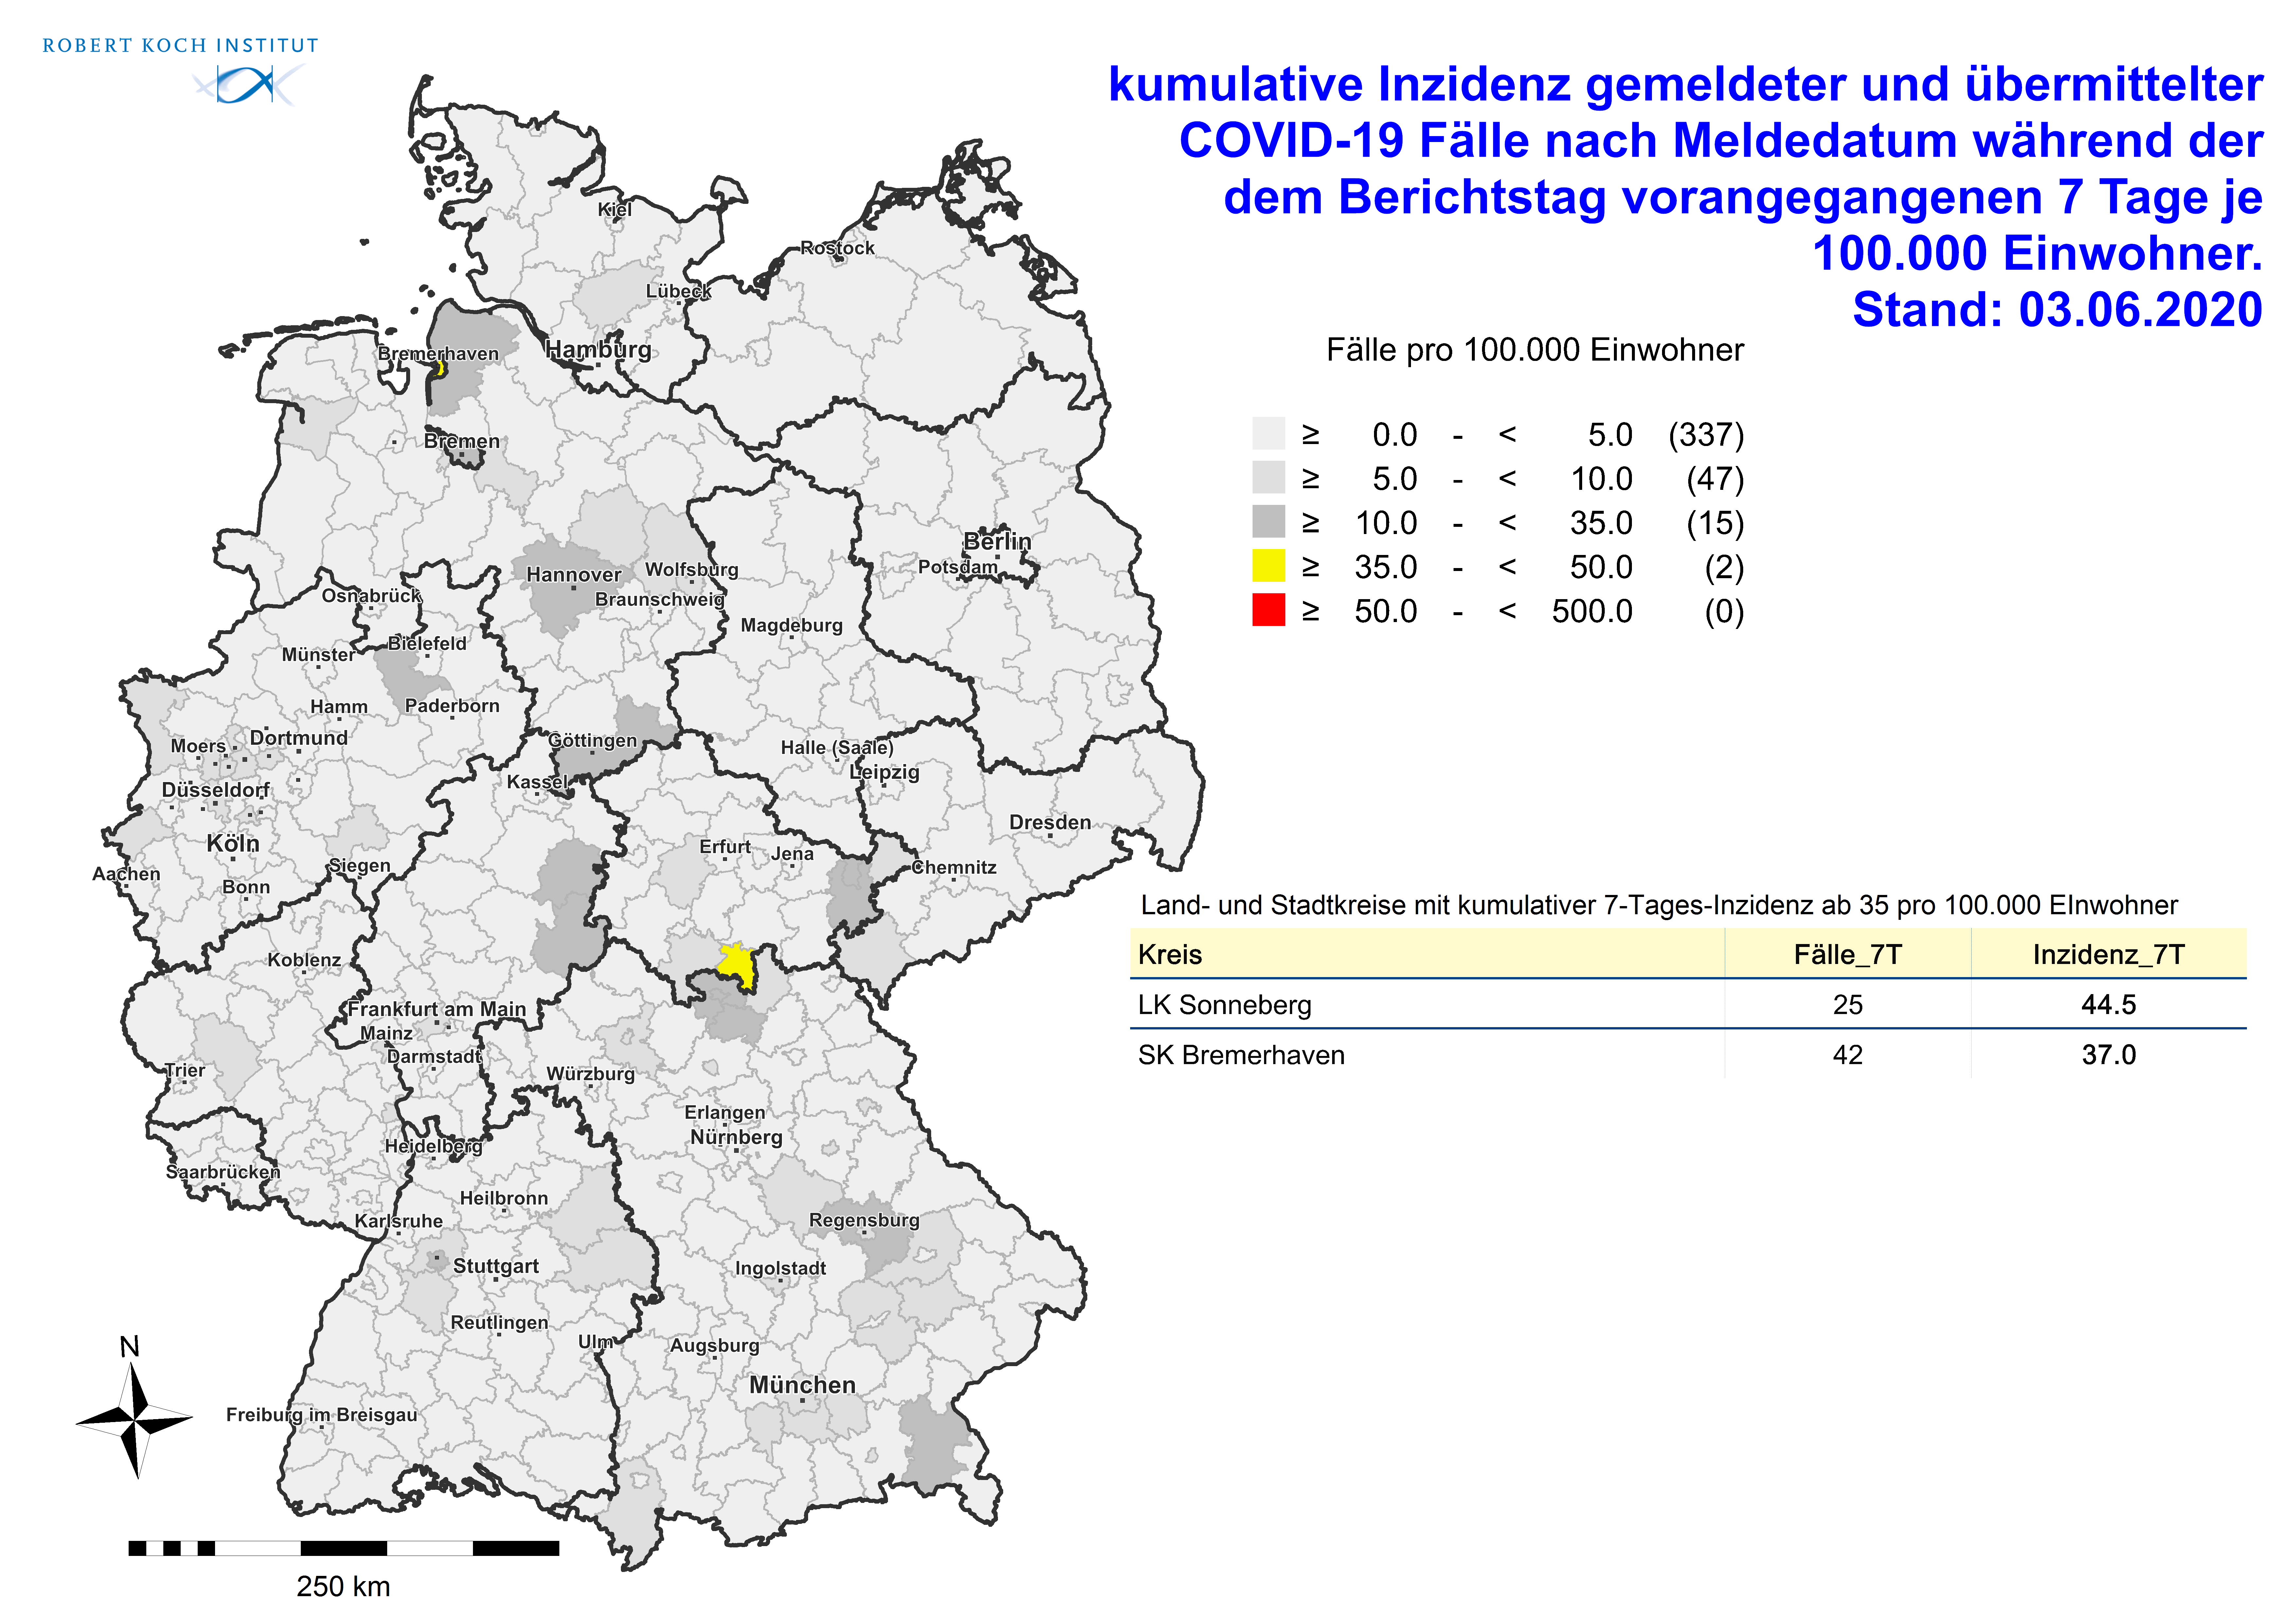 ROBERT KOCH INSTITUT
kumulative Inzidenz gemeldeter und übermittelter
COVID-19 Fälle nach Meldedatum während der
dem Berichtstag vorangegangenen 7 Tage je
100.000 Einwohner.
Stand: 03.06.2020
Fälle pro 100.000 Einwohner
≥ 0.0 - < 5.0 (337)
≥ 5.0 - < 10.0 (47)
≥ 10.0 - < 35.0 (15)
≥ 35.0 - < 50.0 (2)
≥ 50.0 - < 500.0 (0)
Kiel
Rostock
Lübeck
Hamburg
Bremerhaven
Bremen
Berlin
Potsdam
Hannover
Wolfsburg
Braunschweig
Osnabrück
Magdeburg
Bielefeld
Münster
Hamm
Paderborn
Moers
Dortmund
Göttingen
Halle (Saale)
Leipzig
Kassel
Düsseldorf
Dresden
Köln
Erfurt
Jena
Siegen
Chemnitz
Aachen
Bonn
Koblenz
Frankfurt am Main
Mainz
Darmstadt
Trier
Würzburg
Erlangen
Nürnberg
Heidelberg
Saarbrücken
Heilbronn
Karlsruhe
Regensburg
Stuttgart
Ingolstadt
Reutlingen
Ulm
Augsburg
München
Freiburg im Breisgau
Land- und Stadtkreise mit kumulativer 7-Tages-Inzidenz ab 35 pro 100.000 EInwohner
Kreis Fälle_7T Inzidenz_7T
LK Sonneberg 25 44.5
SK Bremerhaven 42 37.0
N
250 km